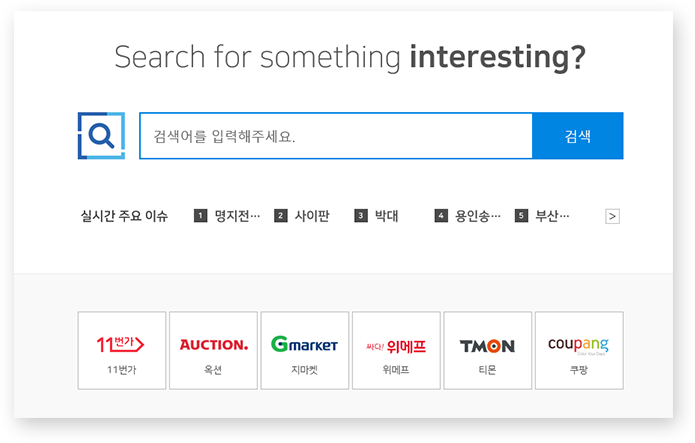 Search for something interesting?
검색어를 입력해주세요. 검색
실시간 주요 이슈 1 명지전… 2 사이판 3 박대 4 용인송… 5 부산… >
11번가 AUCTION. Gmarket 싸다! 위메프 TMON coupang
11번가 옥션 지마켓 위메프 티몬 쿠팡